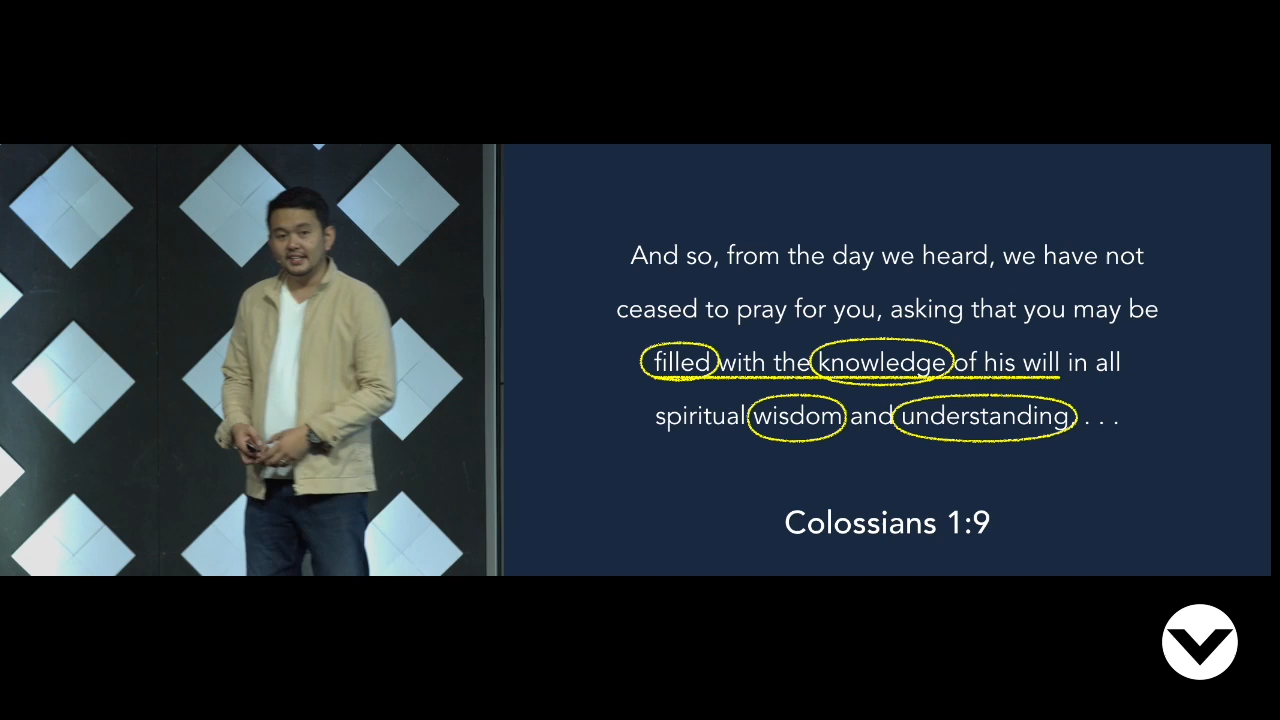 And so, from the day we heard, we have not
ceased to pray for you, asking that you may be
filled with the knowledge of his will in all
spiritual wisdom and understanding, . . .
Colossians 1:9